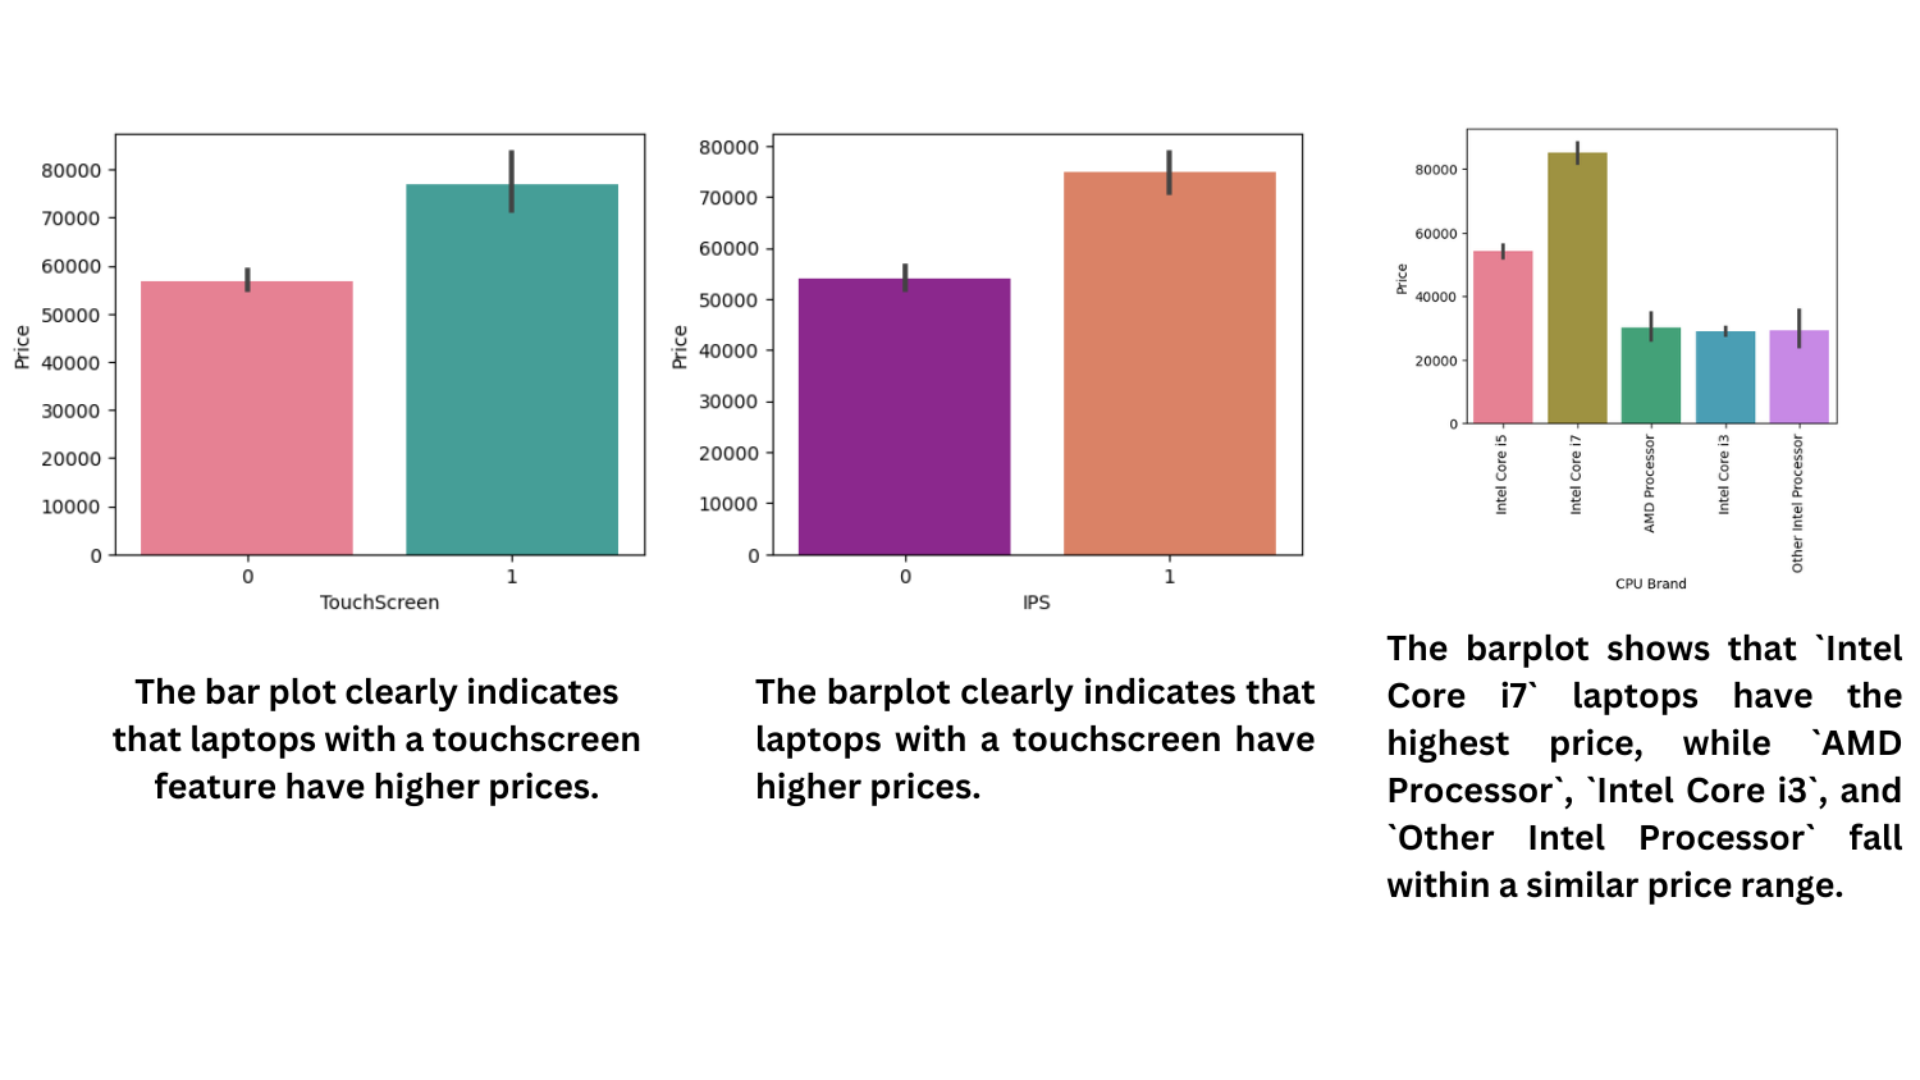 80000
70000
60000
50000
40000
30000
20000
10000
0
Price
0 1
TouchScreen
The bar plot clearly indicates
that laptops with a touchscreen
feature have higher prices.
80000
70000
60000
50000
40000
30000
20000
10000
0
Price
0 1
IPS
The barplot clearly indicates that
laptops with a touchscreen have
higher prices.
80000
60000
40000
20000
0
Price
Intel Core i5
Intel Core i7
AMD Processor
Intel Core i3
Other Intel Processor
CPU Brand
The barplot shows that `Intel
Core i7` laptops have the
highest price, while `AMD
Processor`, `Intel Core i3`, and
`Other Intel Processor` fall
within a similar price range.